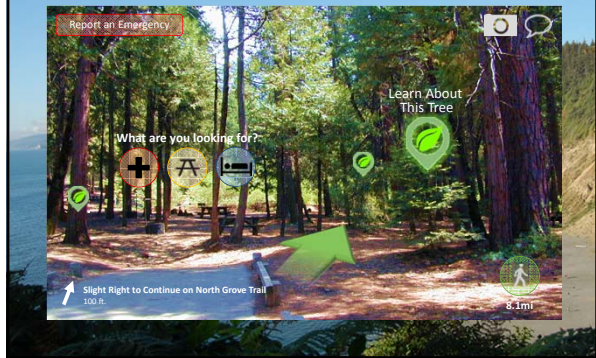 Report an Emergency
Learn About
This Tree
What are you looking for?
Slight Right to Continue on North Grove Trail
100 ft.
8.1mi